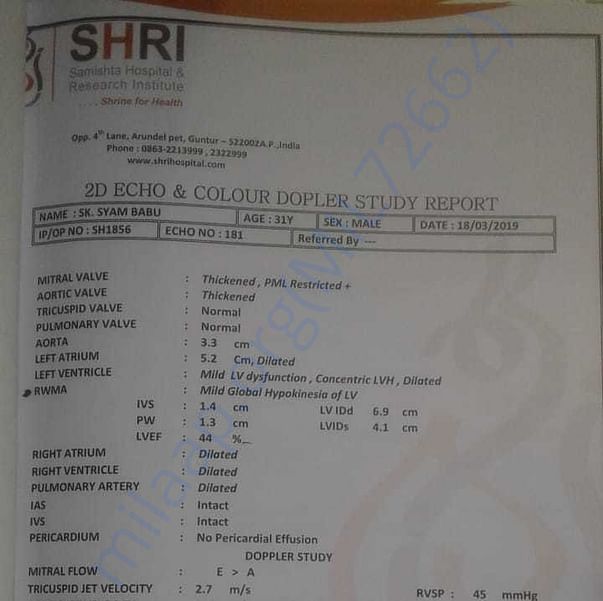 SHRI
Samishta Hospital &
Research Institute
.... Shrine for Health
Opp. 4th Lane, Arundel pet, Guntur – 522002A.P.,India
Phone : 0863-2213999 , 2322999
www.shrihospital.com
2D ECHO & COLOUR DOPLER STUDY REPORT
NAME : SK. SYAM BABU AGE : 31Y SEX : MALE DATE : 18/03/2019
IP/OP NO : SH1856 ECHO NO : 181 Referred By ---
MITRAL VALVE : Thickened , PML Restricted +
AORTIC VALVE : Thickened
TRICUSPID VALVE : Normal
PULMONARY VALVE : Normal
AORTA : 3.3 cm
LEFT ATRIUM : 5.2 Cm, Dilated
LEFT VENTRICLE : Mild LV dysfunction , Concentric LVH , Dilated
RWMA : Mild Global Hypokinesia of LV
IVS : 1.4 cm LV IDd 6.9 cm
PW : 1.3 cm LVIDs 4.1 cm
LVEF : 44 %_
RIGHT ATRIUM : Dilated
RIGHT VENTRICLE : Dilated
PULMONARY ARTERY : Dilated
IAS : Intact
IVS : Intact
PERICARDIUM : No Pericardial Effusion
DOPPLER STUDY
MITRAL FLOW : E > A
TRICUSPID JET VELOCITY : 2.7 m/s RVSP : 45 mmHg